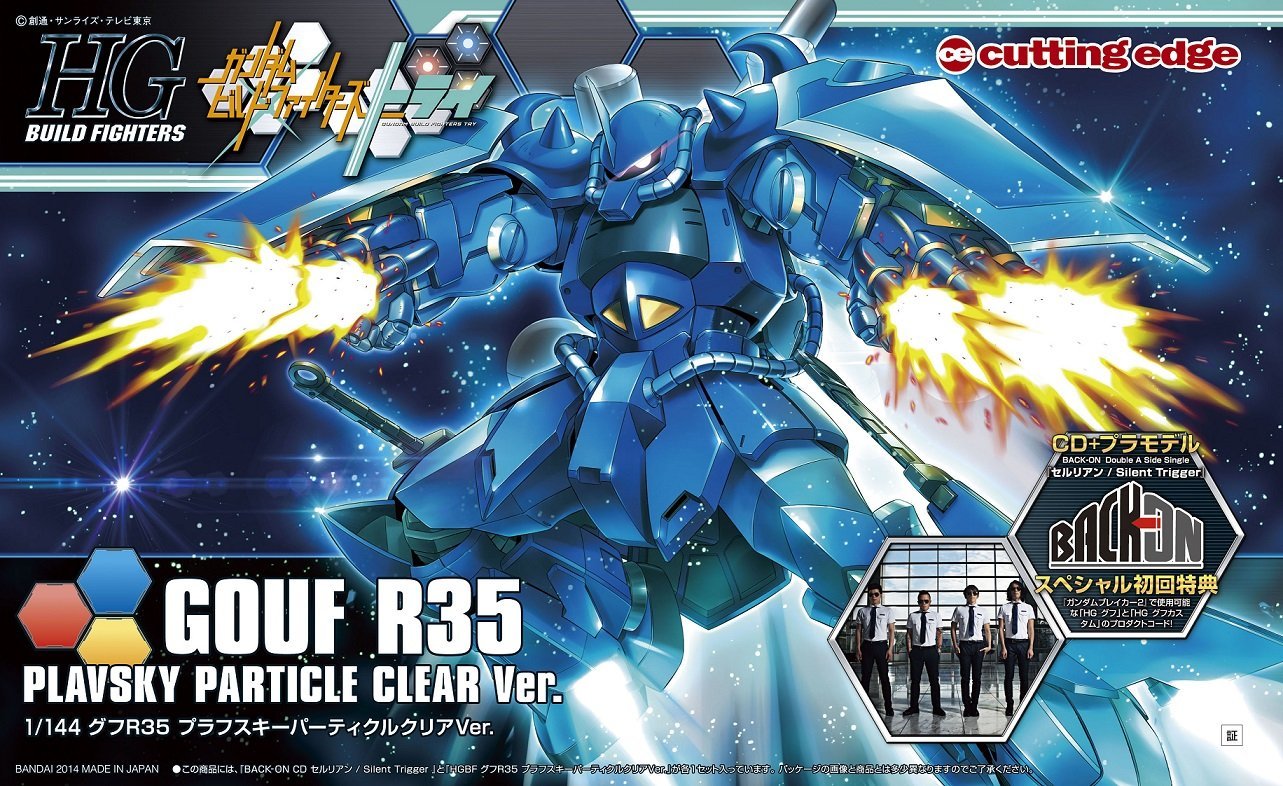 ©創通・サンライズ・テレビ東京
HG
BUILD FIGHTERS
ガンダム
ビルドファイターズ
トライ
GUNDAM BUILD FIGHTERS TRY
ce cutting edge
CD+プラモデル
BACK-ON Double A Side Single
セルリアン / Silent Trigger
BACK-ON
スペシャル初回特典
「ガンダムブレイカー2」で使用可能
な「HG グフ」と「HG グフカス
タム」のプロダクトコード!
GOUF R35
PLAVSKY PARTICLE CLEAR Ver.
1/144 グフR35 プラフスキーパーティクルクリアVer.
証
BANDAI 2014 MADE IN JAPAN ●この商品には、「BACK-ON CD セルリアン / Silent Trigger 」と「HGBF グフR35 プラフスキーパーティクルクリアVer.」が各1セット入っています。パッケージの画像と商品とは多少異なりますのでご了承ください。